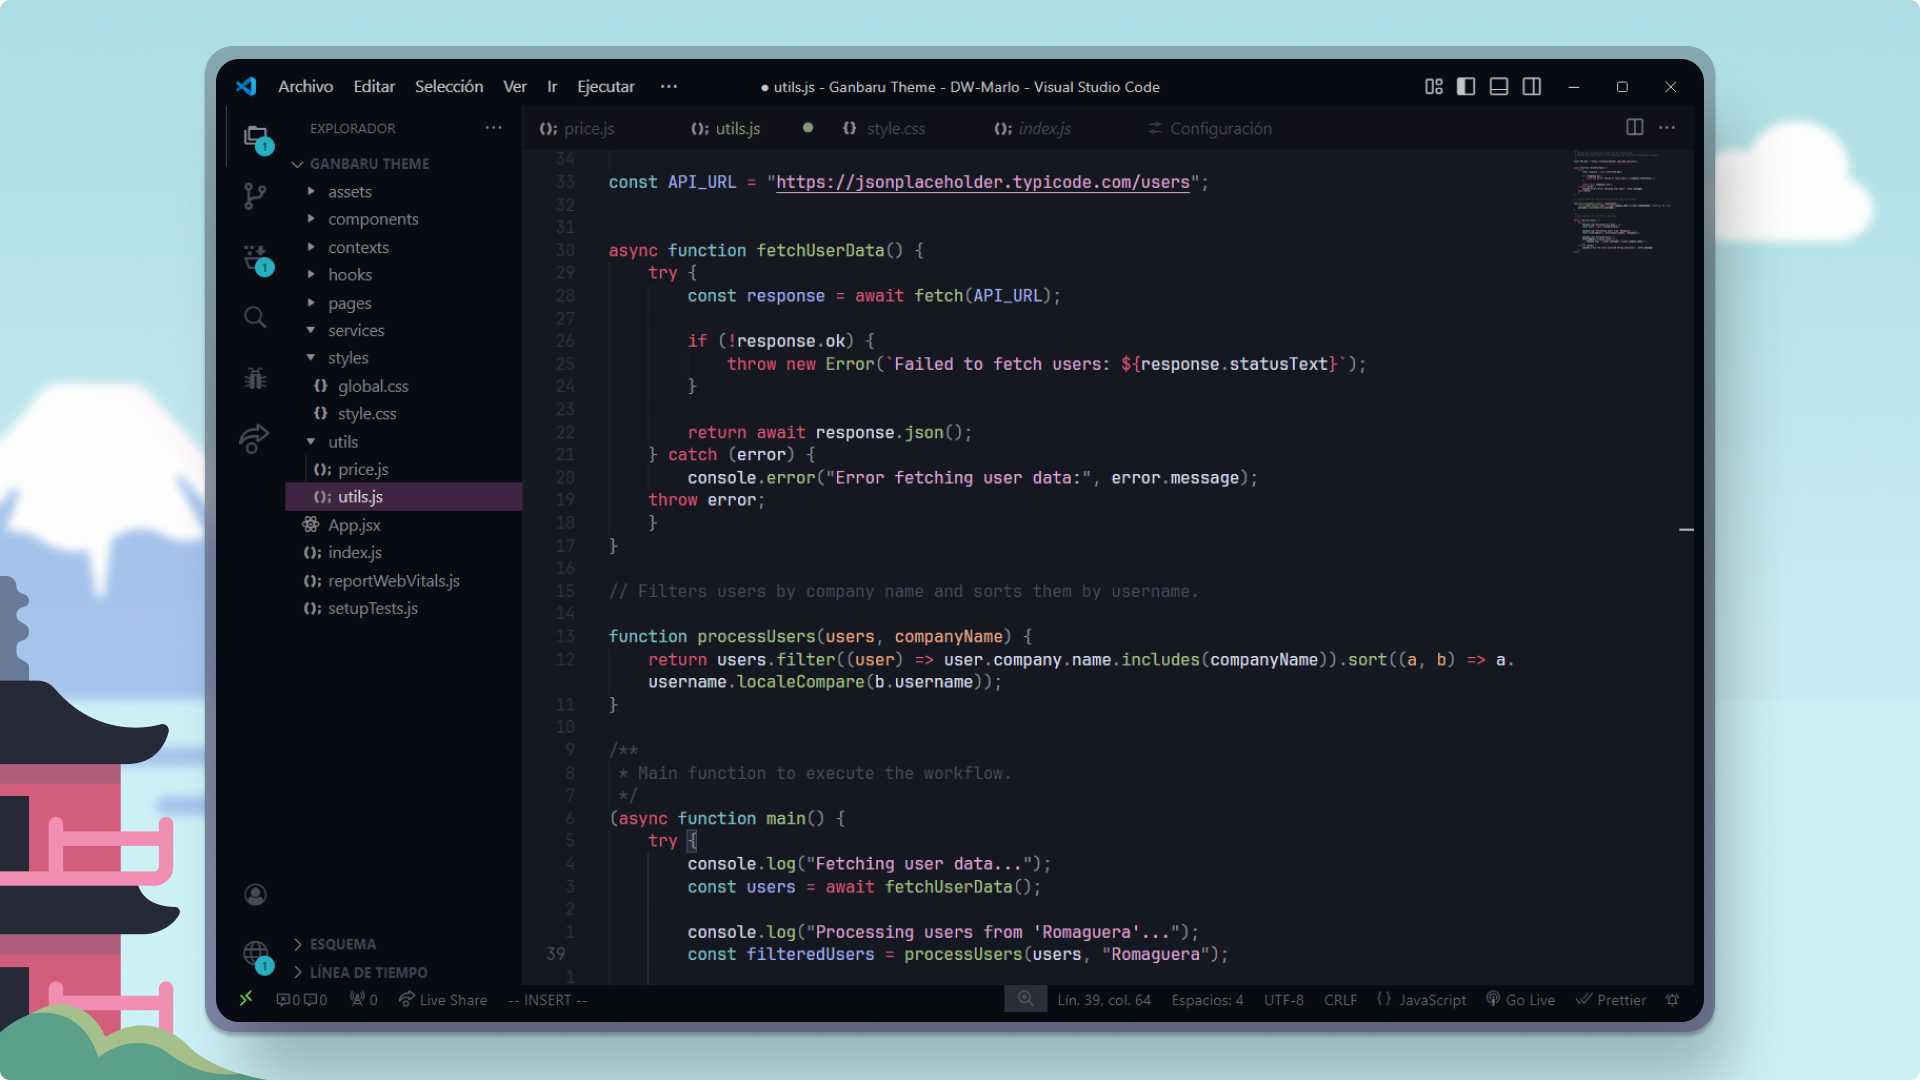 Archivo Editar Selección Ver Ir Ejecutar ··· ● utils.js - Ganbaru Theme - DW-Marlo - Visual Studio Code
EXPLORADOR ···
GANBARU THEME
assets
components
contexts
hooks
pages
services
styles
{} global.css
{} style.css
utils
(); price.js
(); utils.js
App.jsx
(); index.js
(); reportWebVitals.js
(); setupTests.js
ESQUEMA
LÍNEA DE TIEMPO
1
1
1
(); price.js (); utils.js {} style.css (); index.js Configuración ···
34
33 const API_URL = "https://jsonplaceholder.typicode.com/users";
32
31
30 async function fetchUserData() {
29 try {
28 const response = await fetch(API_URL);
27
26 if (!response.ok) {
25 throw new Error(`Failed to fetch users: ${response.statusText}`);
24 }
23
22 return await response.json();
21 } catch (error) {
20 console.error("Error fetching user data:", error.message);
19 throw error;
18 }
17 }
16
15 // Filters users by company name and sorts them by username.
14
13 function processUsers(users, companyName) {
12 return users.filter((user) => user.company.name.includes(companyName)).sort((a, b) => a.
username.localeCompare(b.username));
11 }
10
9 /**
8 * Main function to execute the workflow.
7 */
6 (async function main() {
5 try {
4 console.log("Fetching user data...");
3 const users = await fetchUserData();
2
1 console.log("Processing users from 'Romaguera'...");
39 const filteredUsers = processUsers(users, "Romaguera");
1
0 0 0 Live Share -- INSERT -- Lín. 39, col. 64 Espacios: 4 UTF-8 CRLF {} JavaScript Go Live Prettier